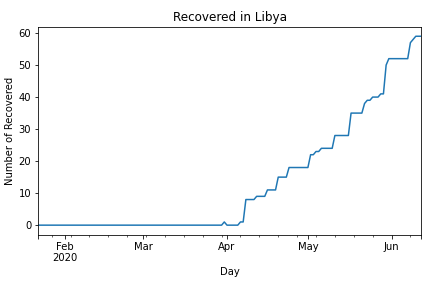 Recovered in Libya
Number of Recovered
60
50
40
30
20
10
0
Feb
2020
Mar
Apr
May
Jun
Day